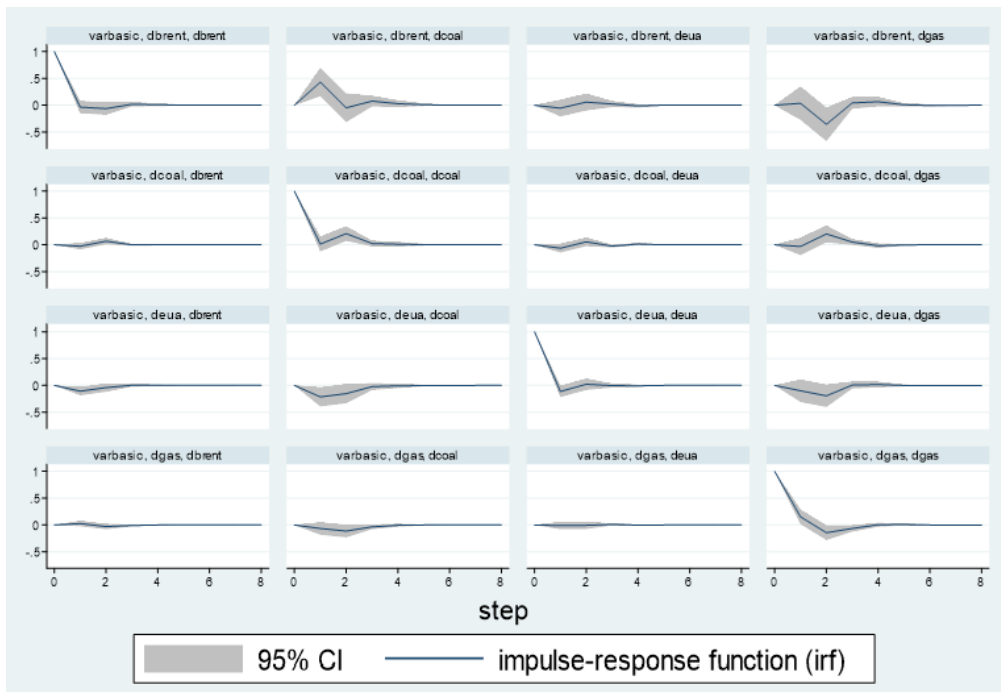 varbasic, dbrent, dbrent
varbasic, dbrent, dcoal
varbasic, dbrent, deua
varbasic, dbrent, dgas
1
.5
0
-.5
varbasic, dcoal, dbrent
varbasic, dcoal, dcoal
varbasic, dcoal, deua
varbasic, dcoal, dgas
1
.5
0
-.5
varbasic, deua, dbrent
varbasic, deua, dcoal
varbasic, deua, deua
varbasic, deua, dgas
1
.5
0
-.5
varbasic, dgas, dbrent
varbasic, dgas, dcoal
varbasic, dgas, deua
varbasic, dgas, dgas
1
.5
0
-.5
0 2 4 6 8
0 2 4 6 8
0 2 4 6 8
0 2 4 6 8
step
95% CI
impulse-response function (irf)